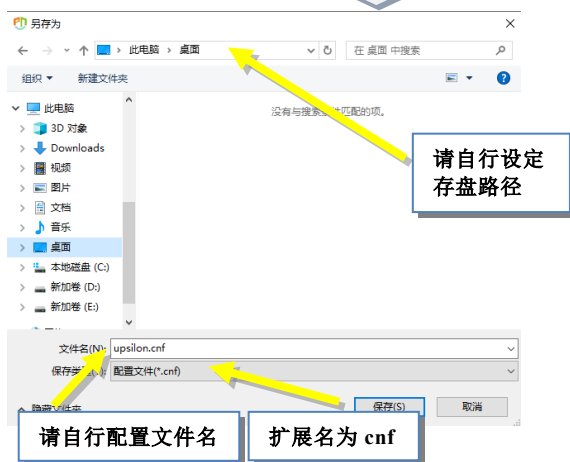 另存为
此电脑 › 桌面
在 桌面 中搜索
组织 新建文件夹
没有与搜索条件匹配的项。
此电脑
3D 对象
Downloads
视频
图片
文档
音乐
桌面
本地磁盘 (C:)
新加卷 (D:)
新加卷 (E:)
请自行设定
存盘路径
文件名(N): upsilon.cnf
保存类型(T): 配置文件(*.cnf)
隐藏文件夹
保存(S) 取消
请自行配置文件名
扩展名为 cnf